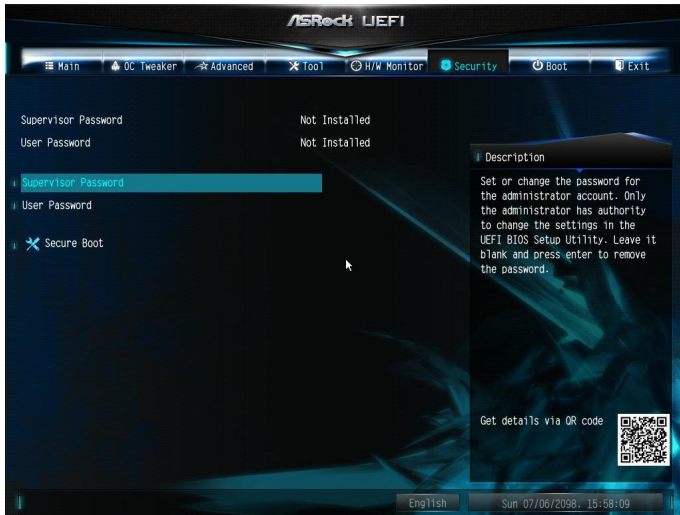 ASRock UEFI
Main OC Tweaker Advanced Tool H/W Monitor Security Boot Exit
Supervisor Password Not Installed
User Password Not Installed
Supervisor Password
User Password
Secure Boot
Description
Set or change the password for
the administrator account. Only
the administrator has authority
to change the settings in the
UEFI BIOS Setup Utility. Leave it
blank and press enter to remove
the password.
Get details via QR code
English Sun 07/06/2098, 15:58:09